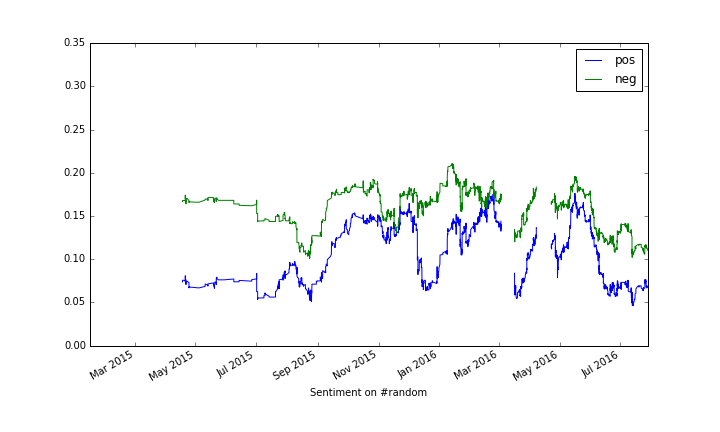 0.35
0.30
0.25
0.20
0.15
0.10
0.05
0.00
pos
neg
Mar 2015
May 2015
Jul 2015
Sep 2015
Nov 2015
Jan 2016
Mar 2016
May 2016
Jul 2016
Sentiment on #random